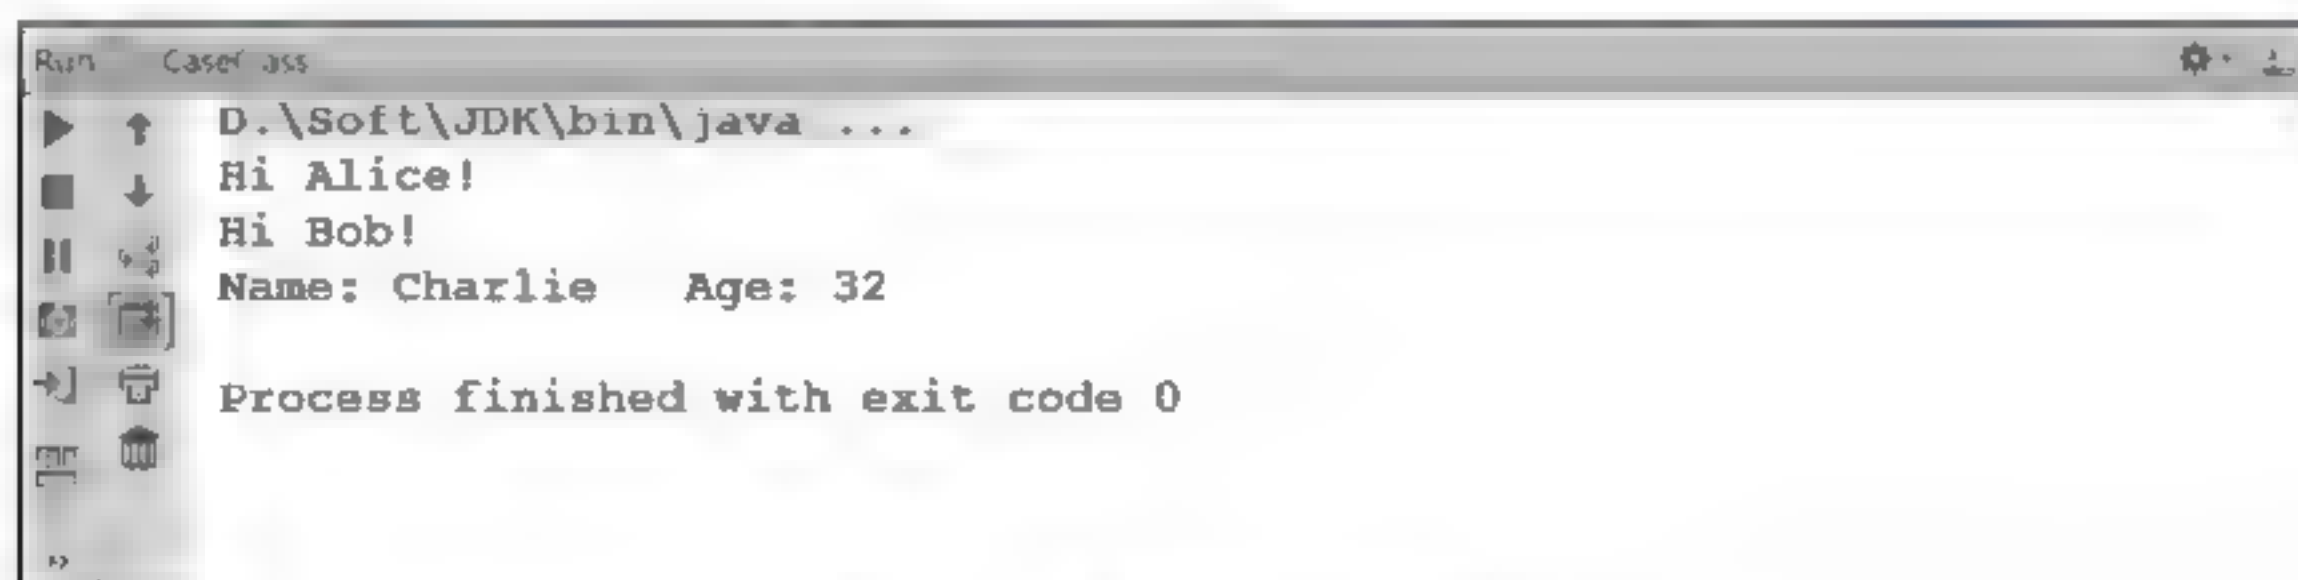 Run CaseClass
D:\Soft\JDK\bin\java ...
Hi Alice!
Hi Bob!
Name: Charlie   Age: 32
Process finished with exit code 0